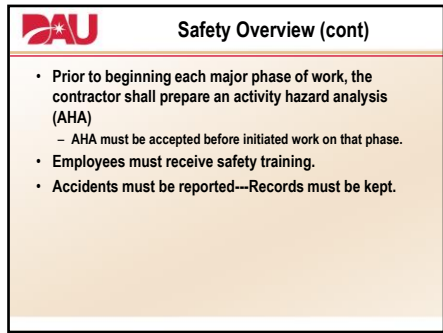 DAU
Safety Overview (cont)
• Prior to beginning each major phase of work, the
contractor shall prepare an activity hazard analysis
(AHA)
– AHA must be accepted before initiated work on that phase.
• Employees must receive safety training.
• Accidents must be reported---Records must be kept.